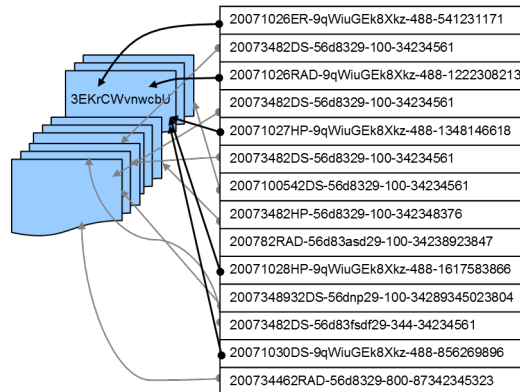 20071026ER-9qWiuGEk8Xkz-488-541231171
20073482DS-56d8329-100-34234561
3EKrCWvnwcbU
20071026RAD-9qWiuGEk8Xkz-488-1222308213
20073482DS-56d8329-100-34234561
20071027HP-9qWiuGEk8Xkz-488-1348146618
20073482DS-56d8329-100-34234561
2007100542DS-56d8329-100-34234561
20073482HP-56d8329-100-342348376
200782RAD-56d83asd29-100-34238923847
20071028HP-9qWiuGEk8Xkz-488-1617583866
2007348932DS-56dnp29-100-34289345023804
20073482DS-56d83fsdf29-344-34234561
20071030DS-9qWiuGEk8Xkz-488-856269896
200734462RAD-56d8329-800-87342345323